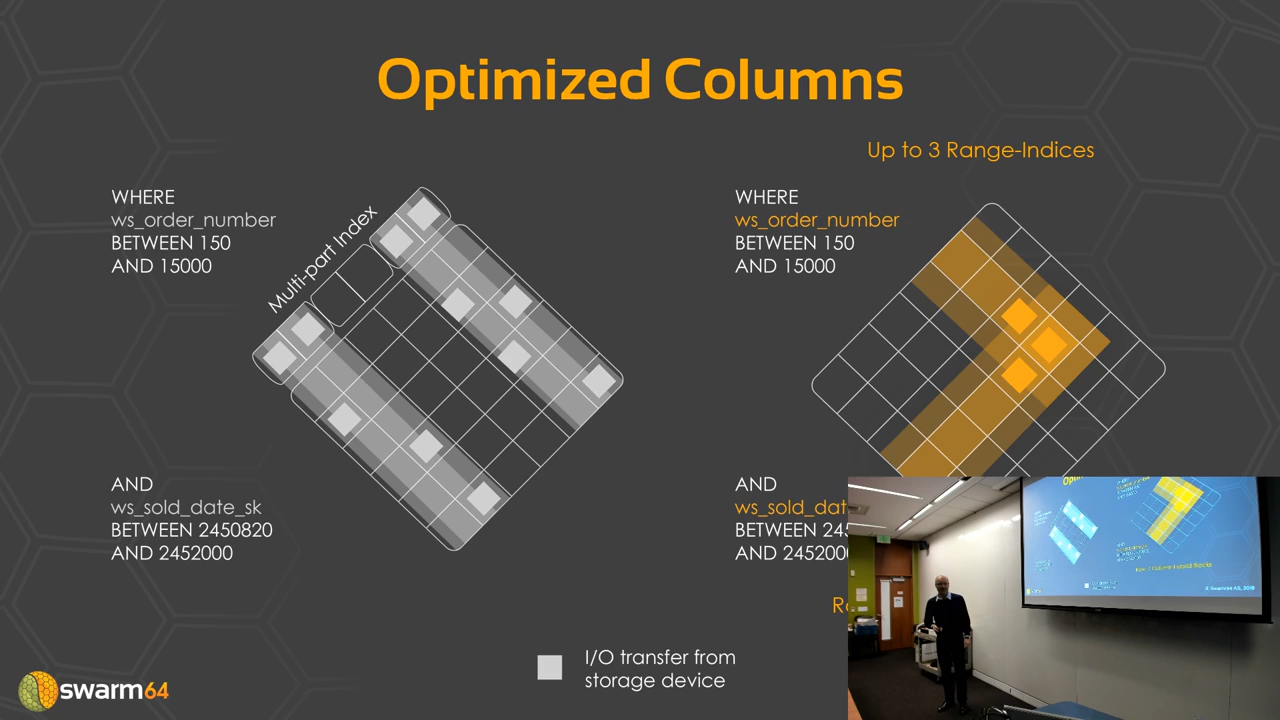 Optimized Columns
Up to 3 Range-Indices
WHERE
ws_order_number
BETWEEN 150
AND 15000
Multi-part Index
WHERE
ws_order_number
BETWEEN 150
AND 15000
AND
ws_sold_date_sk
BETWEEN 2450820
AND 2452000
AND
ws_sold_dat
BETWEEN 245
AND 2452000
I/O transfer from
storage device
swarm64